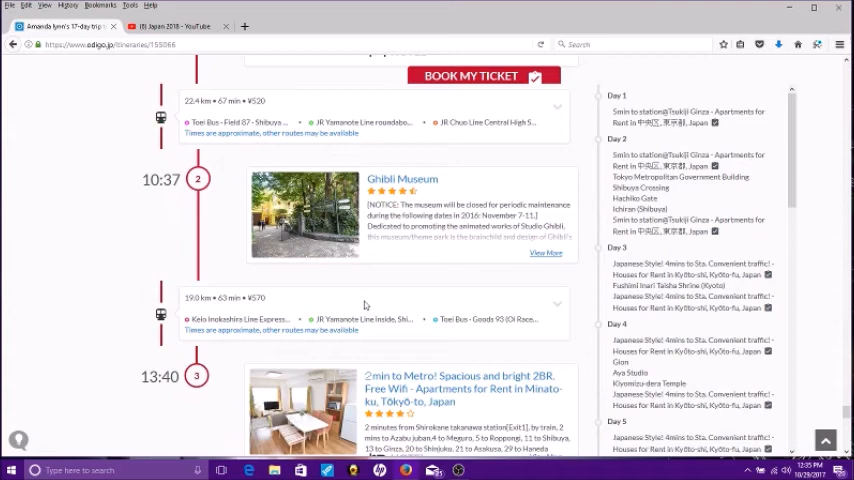 File Edit View History Bookmarks Tools Help
Amanda lynn's 17-day trip t
(6) Japan 2018 - YouTube
https://www.odigo.jp/itineraries/155066
Search
BOOK MY TICKET
22.4 km • 67 min • ¥520
Toei Bus - Field 87 - Shibuya ... • JR Yamanote Line roundabo... • JR Chuo Line Central High S...
Times are approximate, other routes may be available
10:37
2
Ghibli Museum
[NOTICE: The museum will be closed for periodic maintenance
during the following dates in 2016: November 7-11.]
Dedicated to promoting the animated works of Studio Ghibli,
this museum/theme park is the brainchild and design of Ghibli's
View More
19.0 km • 63 min • ¥570
Keio Inokashira Line Express... • JR Yamanote Line Inside, Shi... • Toei Bus - Goods 93 (Oi Race...
Times are approximate, other routes may be available
13:40
3
2min to Metro! Spacious and bright 2BR.
Free Wifi - Apartments for Rent in Minato-
ku, Tōkyō-to, Japan
2 minutes from Shirokane takanawa station[Exit1]. by train, 2
mins to Azabu juban,4 to Meguro, 5 to Roppongi, 11 to Shibuya,
13 to Ginza, 20 to Shinjuku, 21 to Asakusa, 29 to Haneda
Day 1
5min to station@Tsukiji Ginza - Apartments for
Rent in 中央区, 東京都, Japan
Day 2
5min to station@Tsukiji Ginza - Apartments for
Rent in 中央区, 東京都, Japan
Tokyo Metropolitan Government Building
Shibuya Crossing
Hachiko Gate
Ichiran (Shibuya)
5min to station@Tsukiji Ginza - Apartments for
Rent in 中央区, 東京都, Japan
Day 3
Japanese Style! 4mins to Sta. Convenient traffic! -
Houses for Rent in Kyōto-shi, Kyōto-fu, Japan
Fushimi Inari Taisha Shrine (Kyoto)
Japanese Style! 4mins to Sta. Convenient traffic! -
Houses for Rent in Kyōto-shi, Kyōto-fu, Japan
Day 4
Japanese Style! 4mins to Sta. Convenient traffic! -
Houses for Rent in Kyōto-shi, Kyōto-fu, Japan
Gion
Aya Studio
Kiyomizu-dera Temple
Japanese Style! 4mins to Sta. Convenient traffic! -
Houses for Rent in Kyōto-shi, Kyōto-fu, Japan
Day 5
Japanese Style! 4mins to Sta. Convenient traffic! -
Houses for Rent in Kyōto-shi, Kyōto-fu, Japan
Type here to search
12:35 PM
10/29/2017